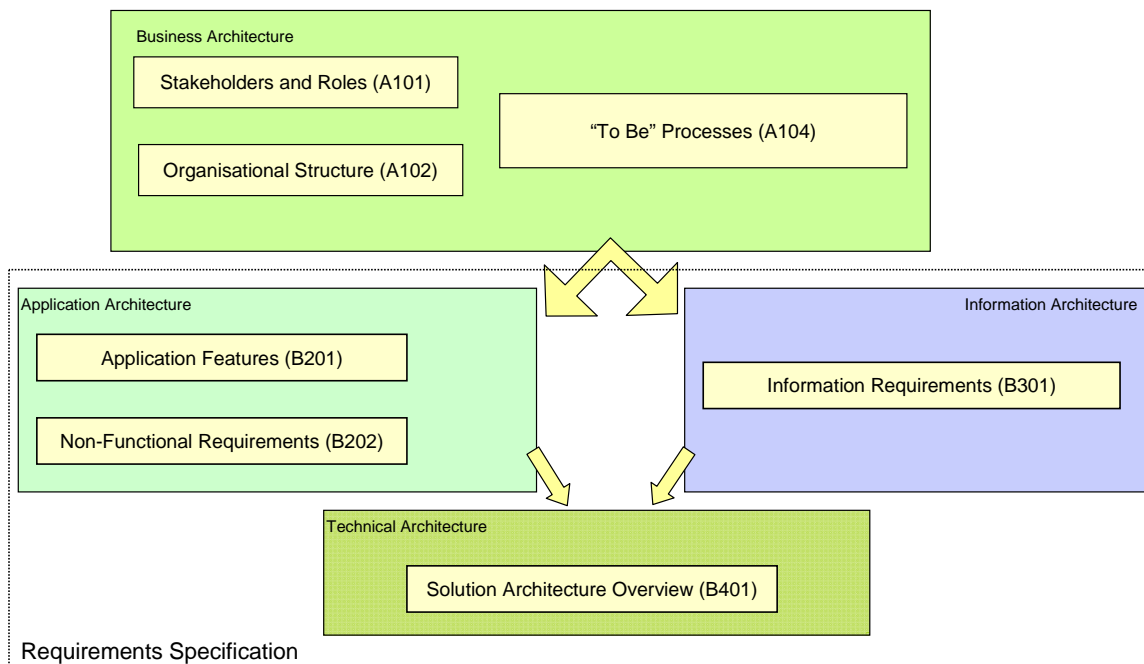 Business Architecture
Stakeholders and Roles (A101)
“To Be” Processes (A104)
Organisational Structure (A102)
Application Architecture
Information Architecture
Application Features (B201)
Information Requirements (B301)
Non-Functional Requirements (B202)
Technical Architecture
Solution Architecture Overview (B401)
Requirements Specification